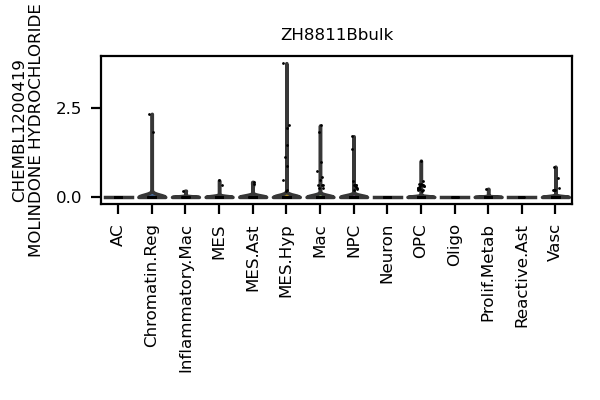 ZH8811Bbulk
CHEMBL1200419
MOLINDONE HYDROCHLORIDE
2.5
0.0
AC
Chromatin.Reg
Inflammatory.Mac
MES
MES.Ast
MES.Hyp
Mac
NPC
Neuron
OPC
Oligo
Prolif.Metab
Reactive.Ast
Vasc